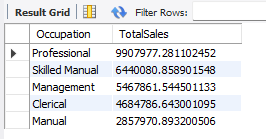 Result Grid Filter Rows:
Occupation TotalSales
Professional 9907977.281102452
Skilled Manual 6440080.858901548
Management 5467861.544501133
Clerical 4684786.643001095
Manual 2857970.893200506